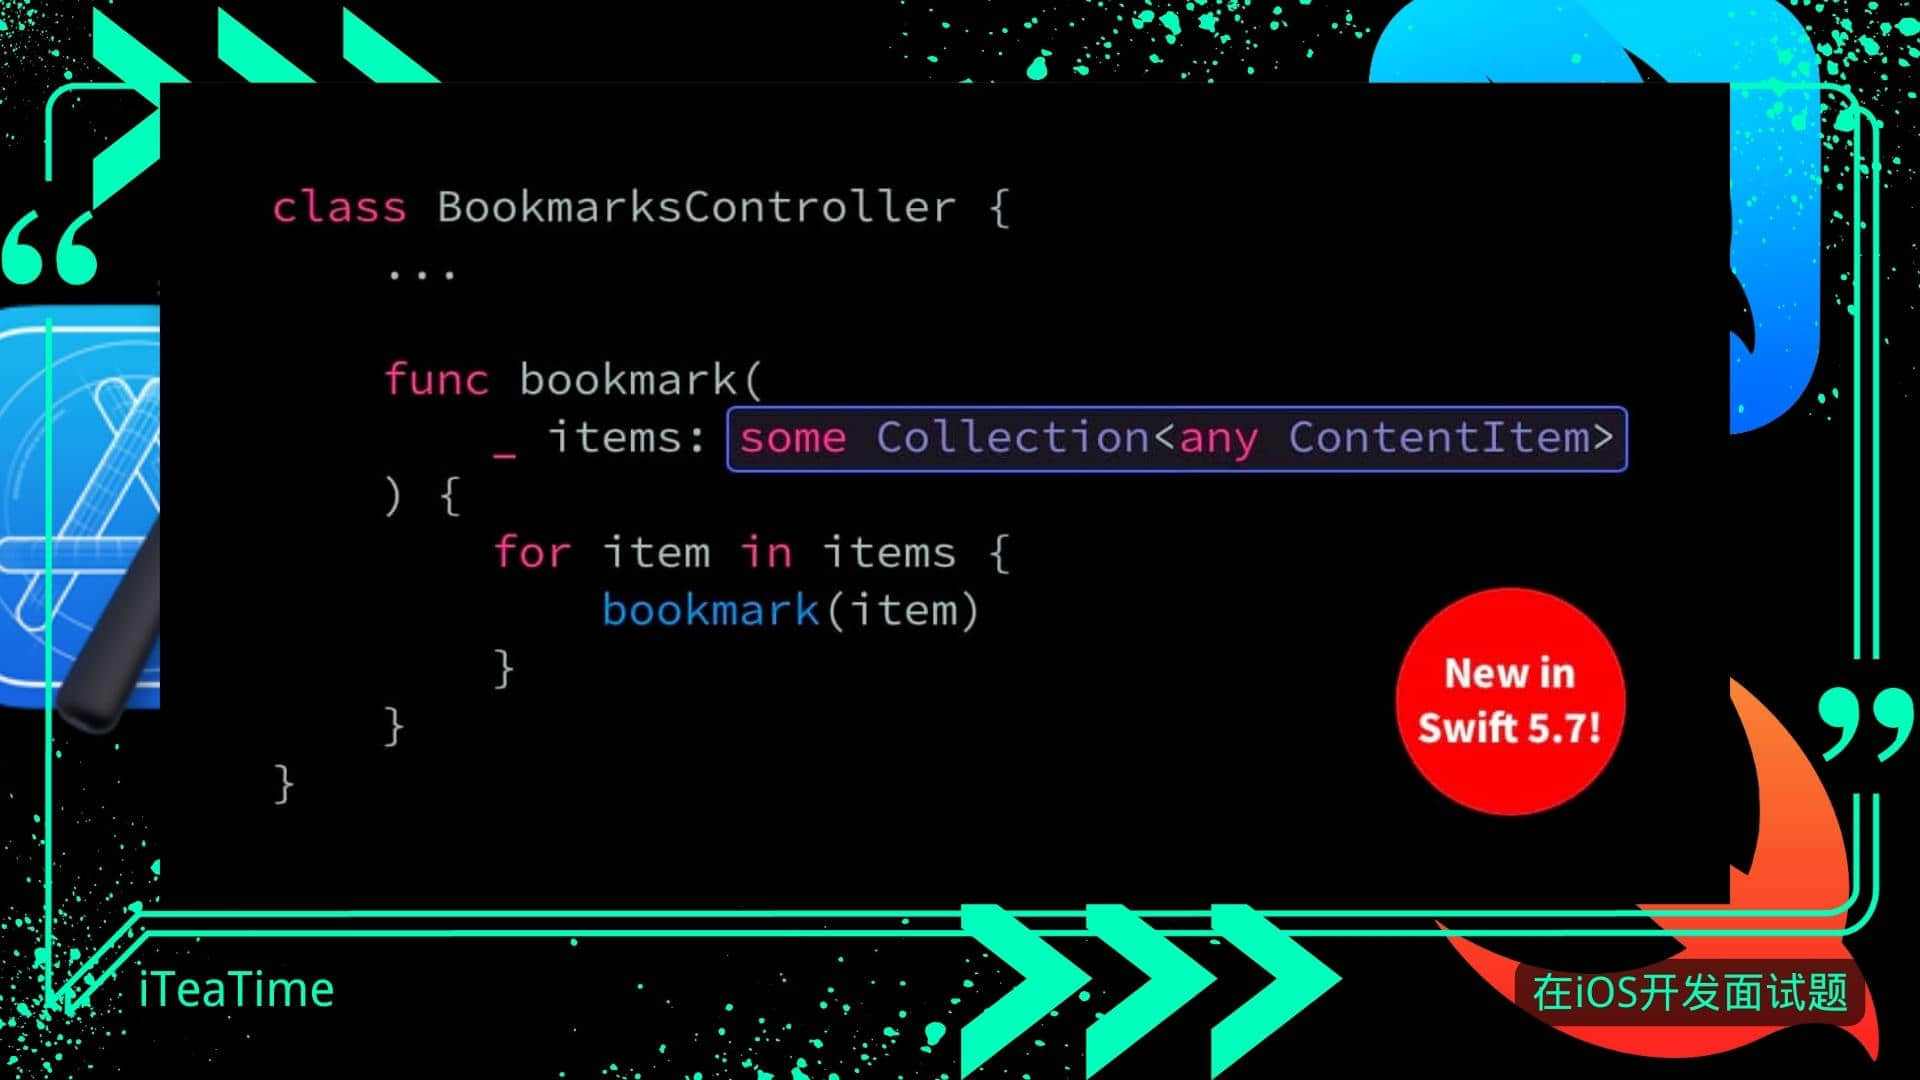 class BookmarksController {
...
func bookmark(
_ items: some Collection<any ContentItem>
) {
for item in items {
bookmark(item)
}
}
}
New in
Swift 5.7!
iTeaTime
在iOS开发面试题